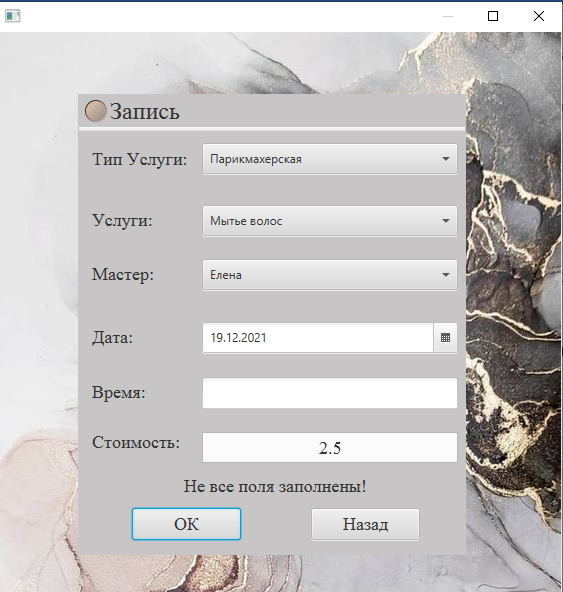 Запись
Тип Услуги: Парикмахерская
Услуги: Мытье волос
Мастер: Елена
Дата: 19.12.2021
Время:
Стоимость: 2.5
Не все поля заполнены!
ОК Назад